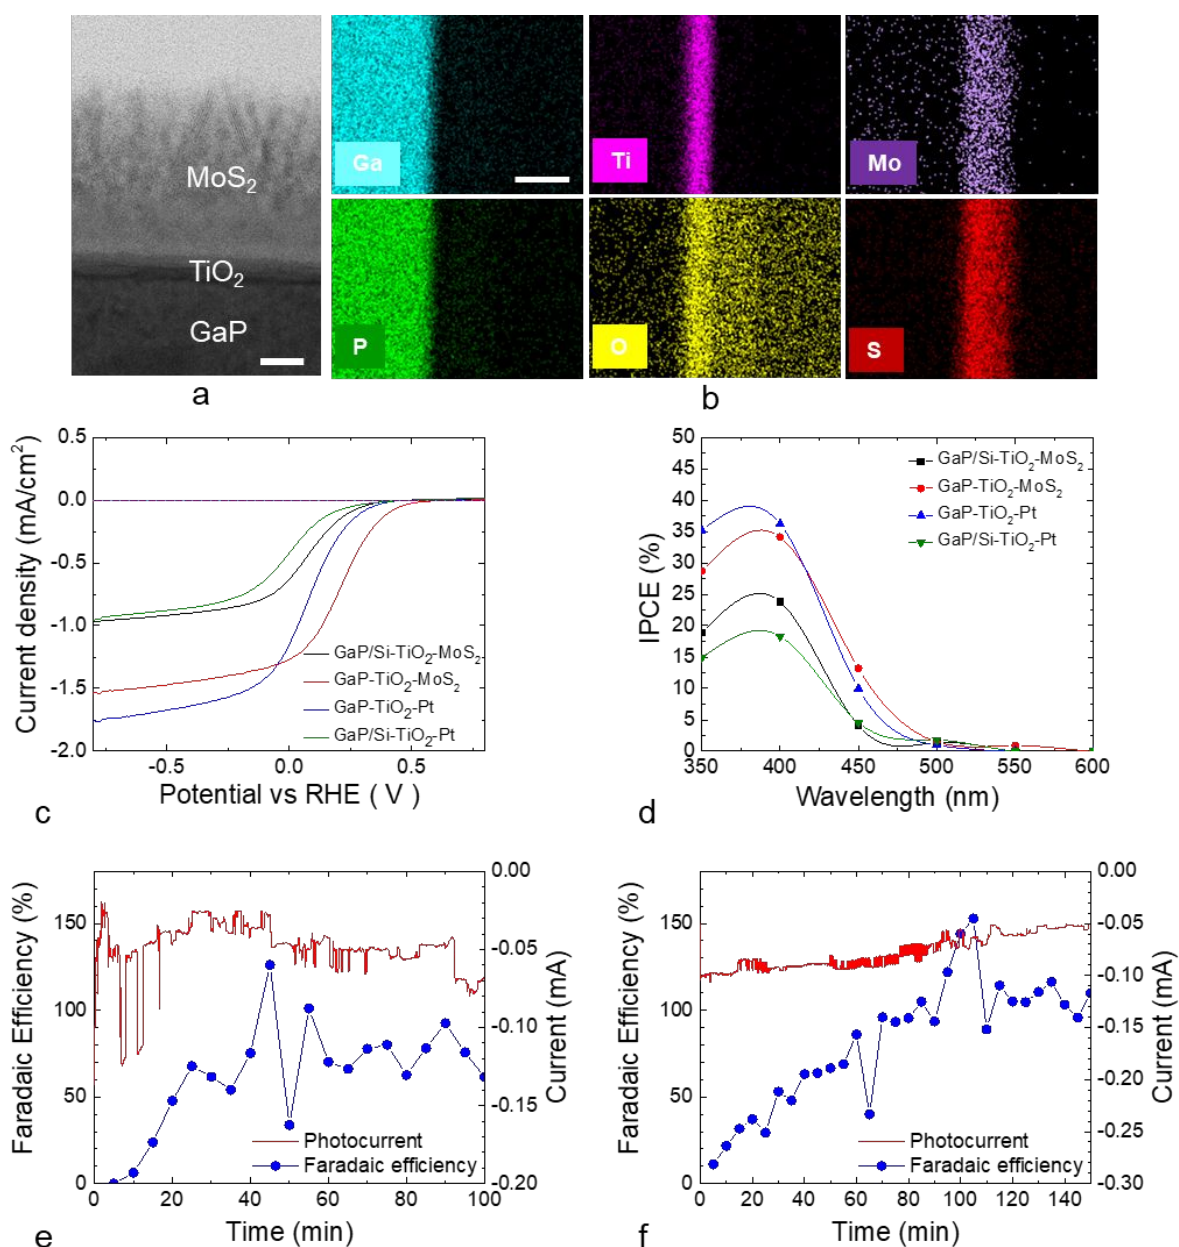 MoS₂
TiO₂
GaP
a
Ga
Ti
Mo
P
O
S
b
0.5
0.0
-0.5
-1.0
-1.5
-2.0
Current density (mA/cm²)
GaP/Si-TiO₂-MoS₂
GaP-TiO₂-MoS₂
GaP-TiO₂-Pt
GaP/Si-TiO₂-Pt
-0.5 0.0 0.5
Potential vs RHE ( V )
c
50
45
40
35
30
25
20
15
10
5
0
IPCE (%)
GaP/Si-TiO₂-MoS₂
GaP-TiO₂-MoS₂
GaP-TiO₂-Pt
GaP/Si-TiO₂-Pt
350 400 450 500 550 600
Wavelength (nm)
d
150
100
50
0
Faradaic Efficiency (%)
0.00
-0.05
-0.10
-0.15
-0.20
Current (mA)
Photocurrent
Faradaic efficiency
0 20 40 60 80 100
Time (min)
e
150
100
50
0
Faradaic Efficiency (%)
0.00
-0.05
-0.10
-0.15
-0.20
-0.25
-0.30
Current (mA)
Photocurrent
Faradaic efficiency
0 20 40 60 80 100 120 140
Time (min)
f